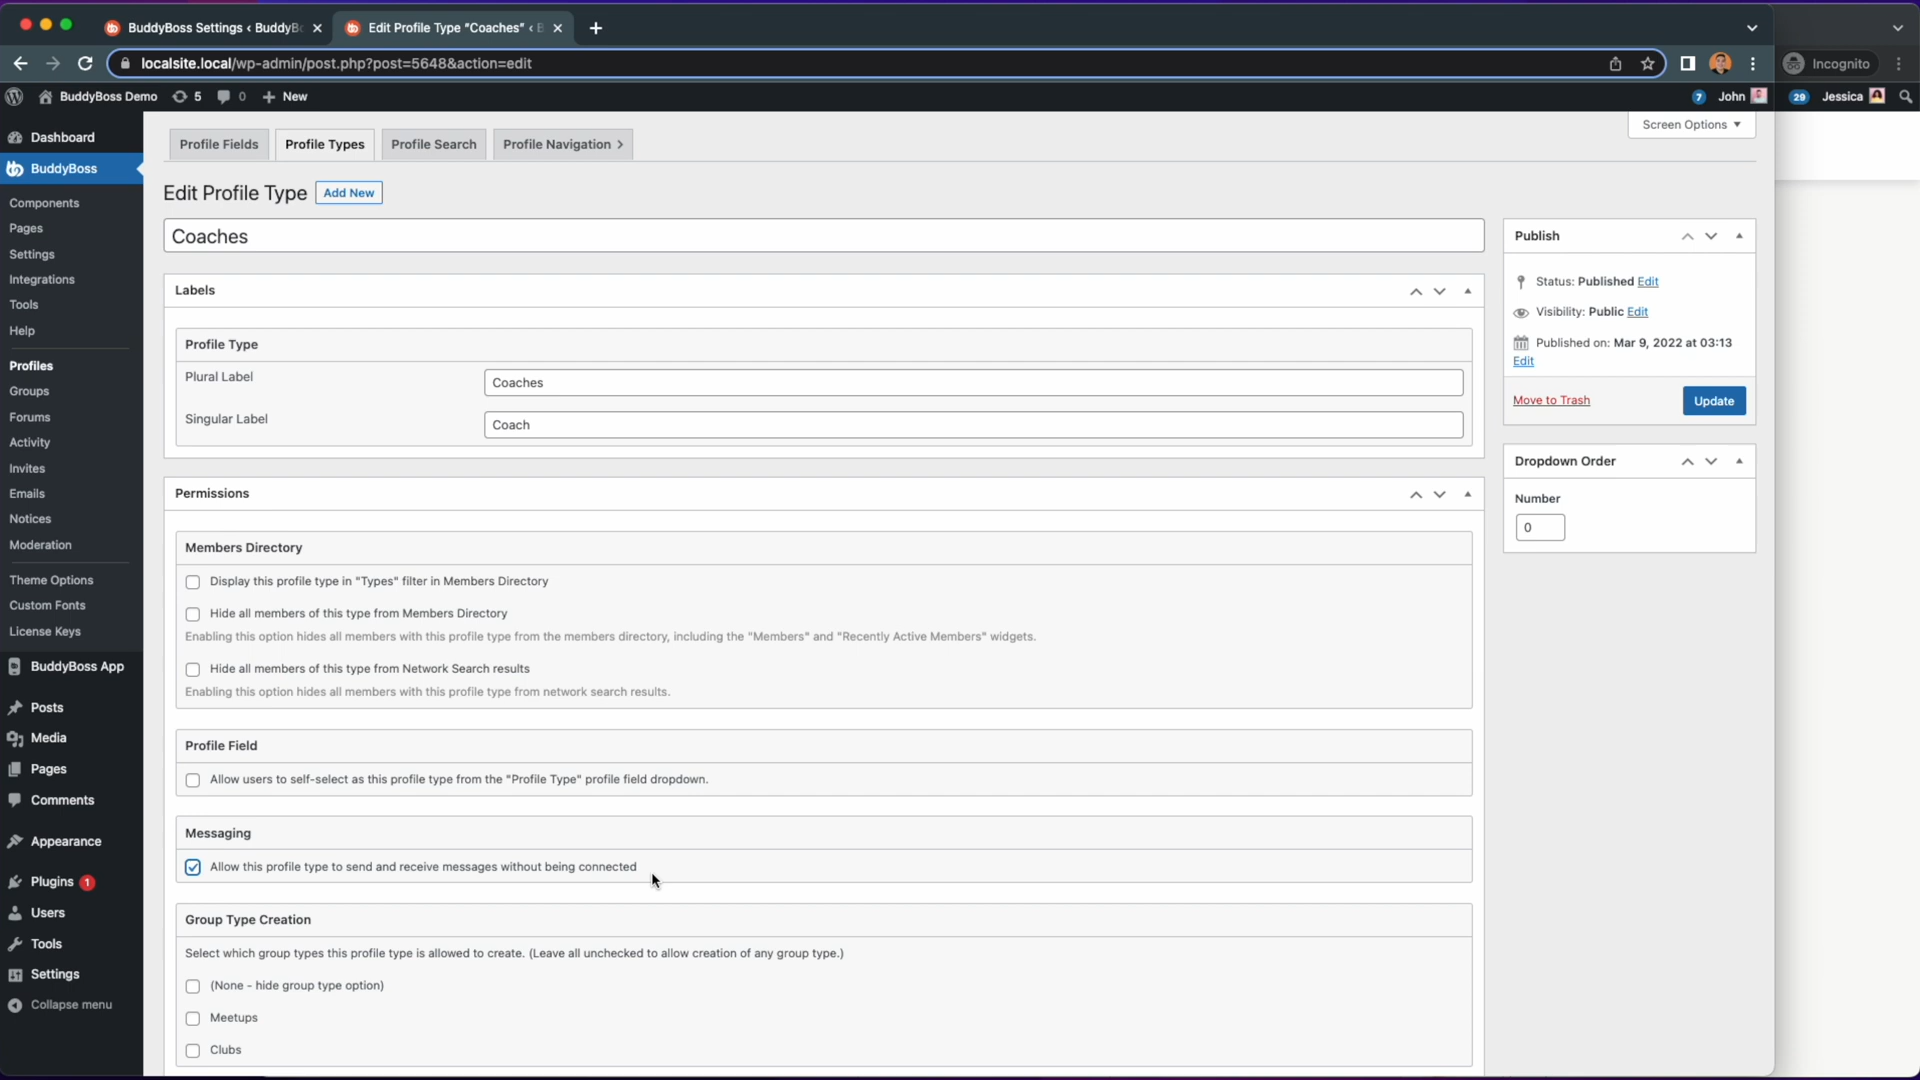 BuddyBoss Settings ‹ BuddyB
Edit Profile Type "Coaches" ‹ B
localsite.local/wp-admin/post.php?post=5648&action=edit
Incognito
BuddyBoss Demo
5
0
New
7
John
29
Jessica
Dashboard
BuddyBoss
Components
Pages
Settings
Integrations
Tools
Help
Profiles
Groups
Forums
Activity
Invites
Emails
Notices
Moderation
Theme Options
Custom Fonts
License Keys
BuddyBoss App
Posts
Media
Pages
Comments
Appearance
Plugins 1
Users
Tools
Settings
Collapse menu
Screen Options
Profile Fields
Profile Types
Profile Search
Profile Navigation
Edit Profile Type
Add New
Coaches
Labels
Profile Type
Plural Label
Coaches
Singular Label
Coach
Permissions
Members Directory
Display this profile type in "Types" filter in Members Directory
Hide all members of this type from Members Directory
Enabling this option hides all members with this profile type from the members directory, including the "Members" and "Recently Active Members" widgets.
Hide all members of this type from Network Search results
Enabling this option hides all members with this profile type from network search results.
Profile Field
Allow users to self-select as this profile type from the "Profile Type" profile field dropdown.
Messaging
Allow this profile type to send and receive messages without being connected
Group Type Creation
Select which group types this profile type is allowed to create. (Leave all unchecked to allow creation of any group type.)
(None - hide group type option)
Meetups
Clubs
Publish
Status: Published Edit
Visibility: Public Edit
Published on: Mar 9, 2022 at 03:13
Edit
Move to Trash
Update
Dropdown Order
Number
0